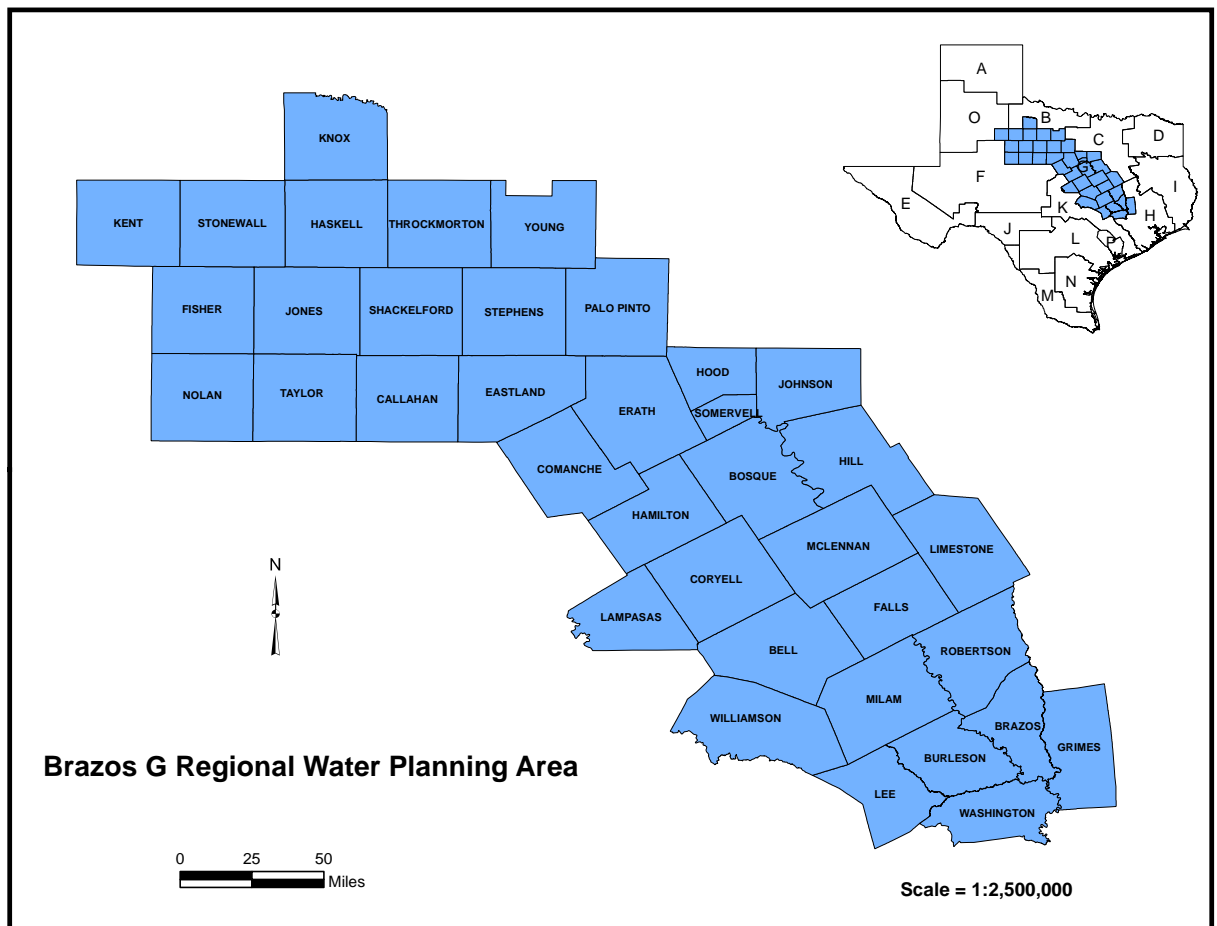 KNOX
KENT
STONEWALL
HASKELL
THROCKMORTON
YOUNG
FISHER
JONES
SHACKELFORD
STEPHENS
PALO PINTO
NOLAN
TAYLOR
CALLAHAN
EASTLAND
ERATH
HOOD
JOHNSON
SOMERVELL
COMANCHE
BOSQUE
HILL
HAMILTON
MCLENNAN
LIMESTONE
CORYELL
FALLS
LAMPASAS
BELL
ROBERTSON
MILAM
WILLIAMSON
BRAZOS
GRIMES
BURLESON
LEE
WASHINGTON
A
O
B
C
D
G
F
I
E
K
H
J
L
P
N
M
N
Brazos G Regional Water Planning Area
0 25 50
Miles
Scale = 1:2,500,000